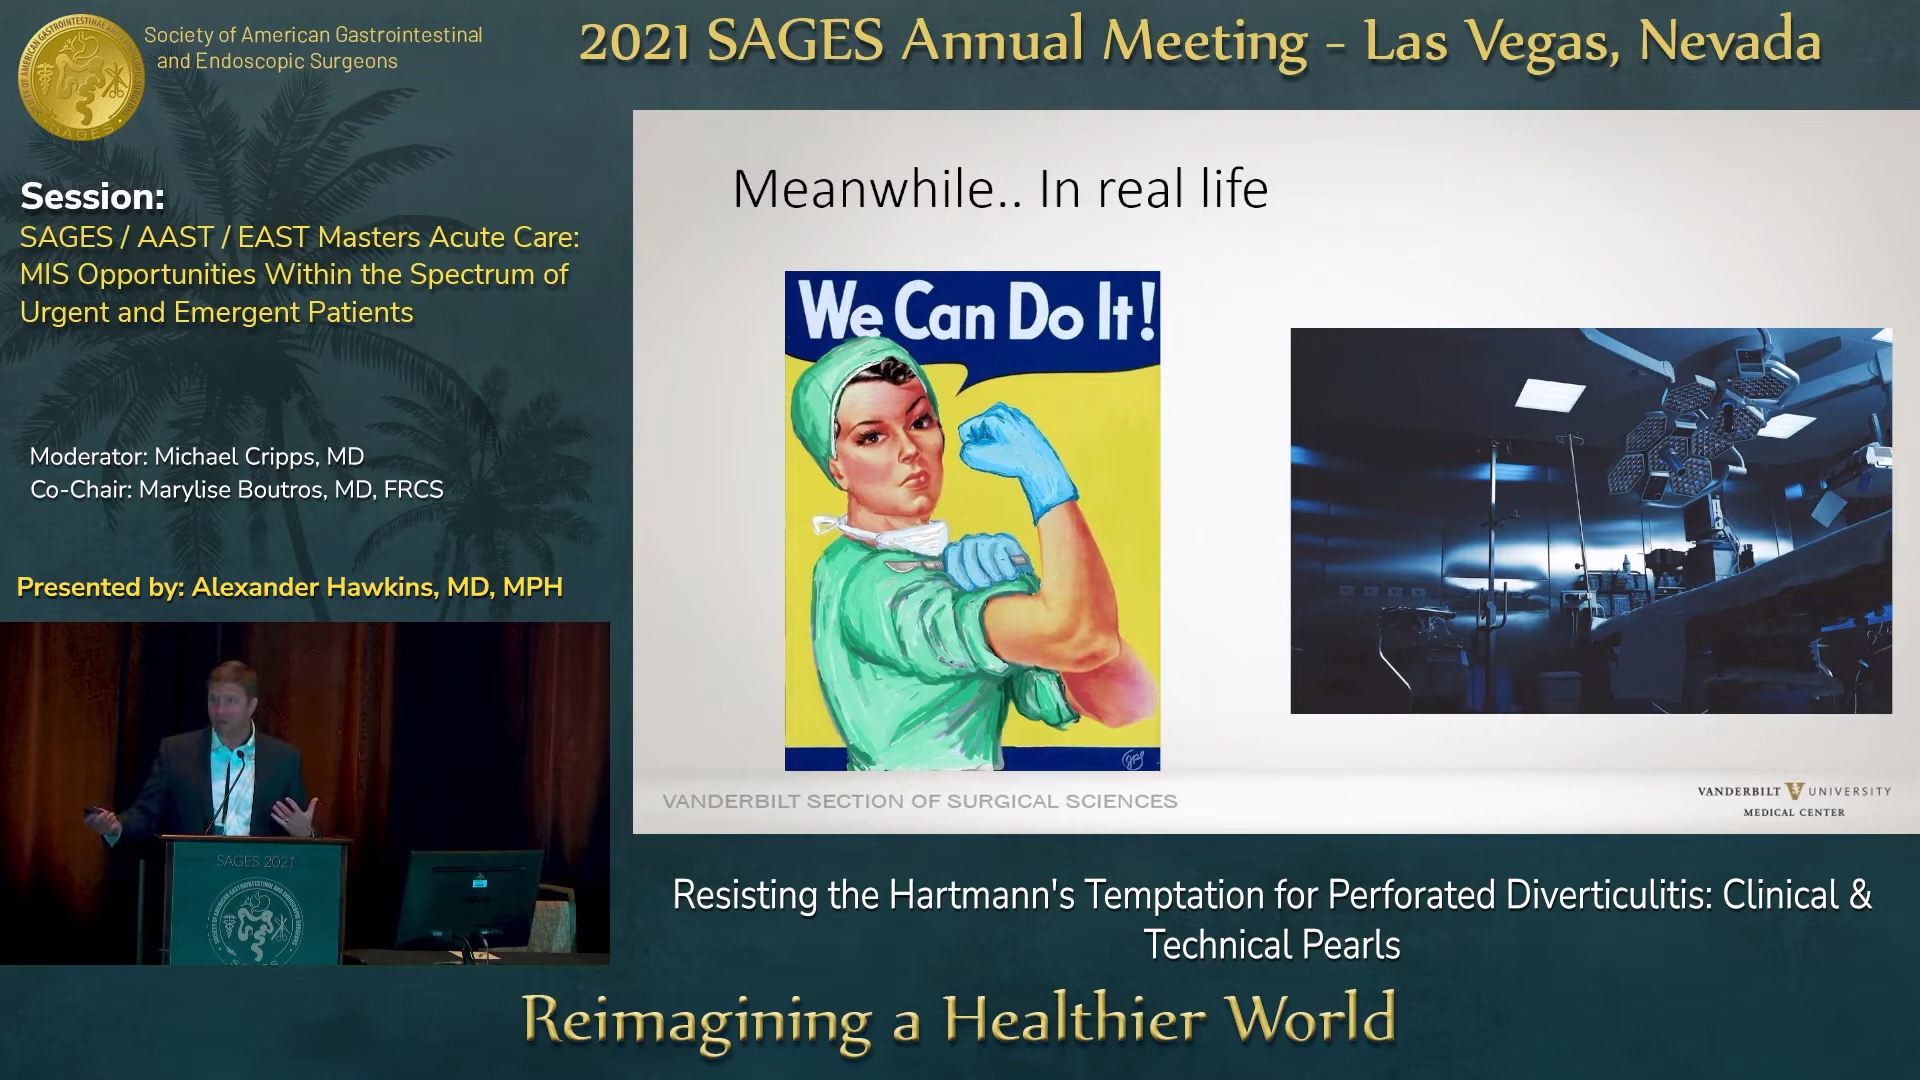 Society of American Gastrointestinal
and Endoscopic Surgeons
SAGES
2021 SAGES Annual Meeting - Las Vegas, Nevada
Session:
SAGES / AAST / EAST Masters Acute Care:
MIS Opportunities Within the Spectrum of
Urgent and Emergent Patients
Moderator: Michael Cripps, MD
Co-Chair: Marylise Boutros, MD, FRCS
Presented by: Alexander Hawkins, MD, MPH
SAGES 2021
Meanwhile.. In real life
We Can Do It!
VANDERBILT SECTION OF SURGICAL SCIENCES
VANDERBILT V UNIVERSITY
MEDICAL CENTER
Resisting the Hartmann's Temptation for Perforated Diverticulitis: Clinical &
Technical Pearls
Reimagining a Healthier World